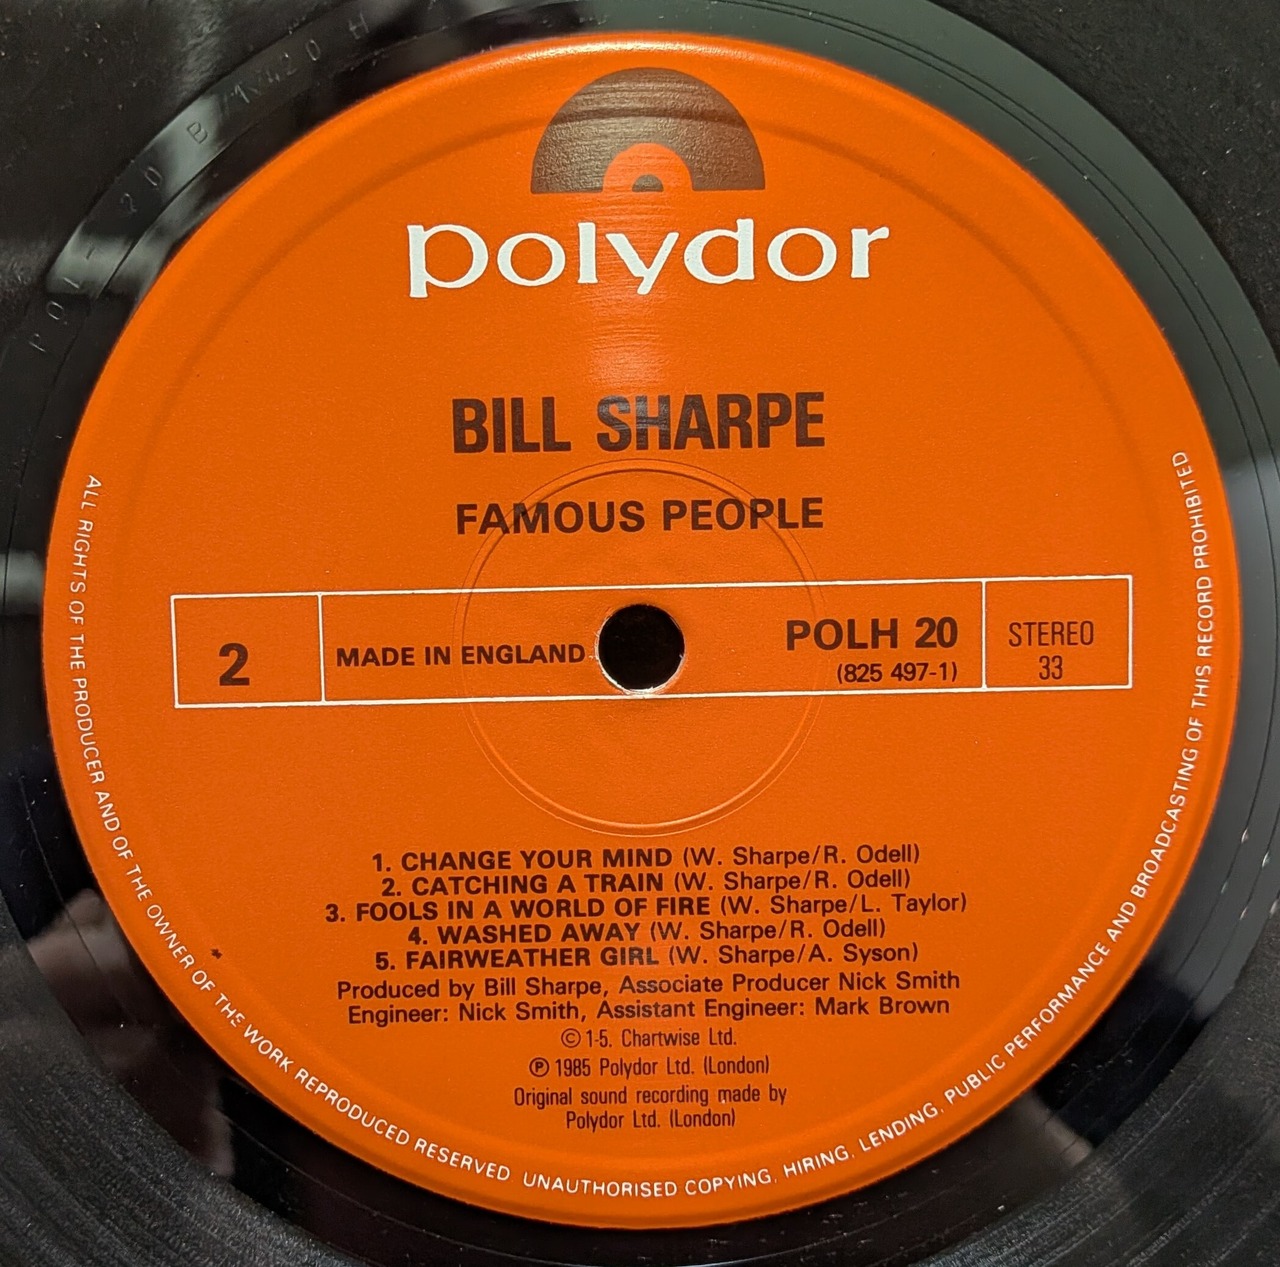 polydor
BILL SHARPE
FAMOUS PEOPLE
2
MADE IN ENGLAND
POLH 20
(825 497-1)
STEREO
33
1. CHANGE YOUR MIND (W. Sharpe/R. Odell)
2. CATCHING A TRAIN (W. Sharpe/R. Odell)
3. FOOLS IN A WORLD OF FIRE (W. Sharpe/L. Taylor)
4. WASHED AWAY (W. Sharpe/R. Odell)
5. FAIRWEATHER GIRL (W. Sharpe/A. Syson)
Produced by Bill Sharpe, Associate Producer Nick Smith
Engineer: Nick Smith, Assistant Engineer: Mark Brown
© 1-5. Chartwise Ltd.
℗ 1985 Polydor Ltd. (London)
Original sound recording made by
Polydor Ltd. (London)
ALL RIGHTS OF THE PRODUCER AND OF THE OWNER OF THE WORK REPRODUCED RESERVED UNAUTHORISED COPYING, HIRING, LENDING, PUBLIC PERFORMANCE AND BROADCASTING OF THIS RECORD PROHIBITED